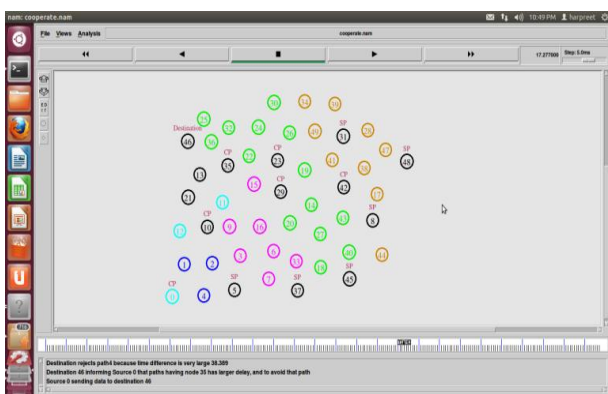 nam: cooperate.nam
10:49 PM harpreet
File Views Analysis
cooperate.nam
17.277500 Step: 5.0ms
30 34 39
25
32 24 26 49 SP 31 28
Destination
46 36
47
CP 35 22 CP 23 41 38 SP 48
13
19
15 CP 29 CP 42 17
21
11
14
SP
CP 10 9 16 20 43 8
12
27
3 6 40 44
1 2 33 18
SP
CP SP 7 SP 45
0 4 5 37
Destination rejects path4 because time difference is very large 38.389
Destination 46 informing Source 0 that paths having node 35 has larger delay, and to avoid that path
Source 0 sending data to destination 46